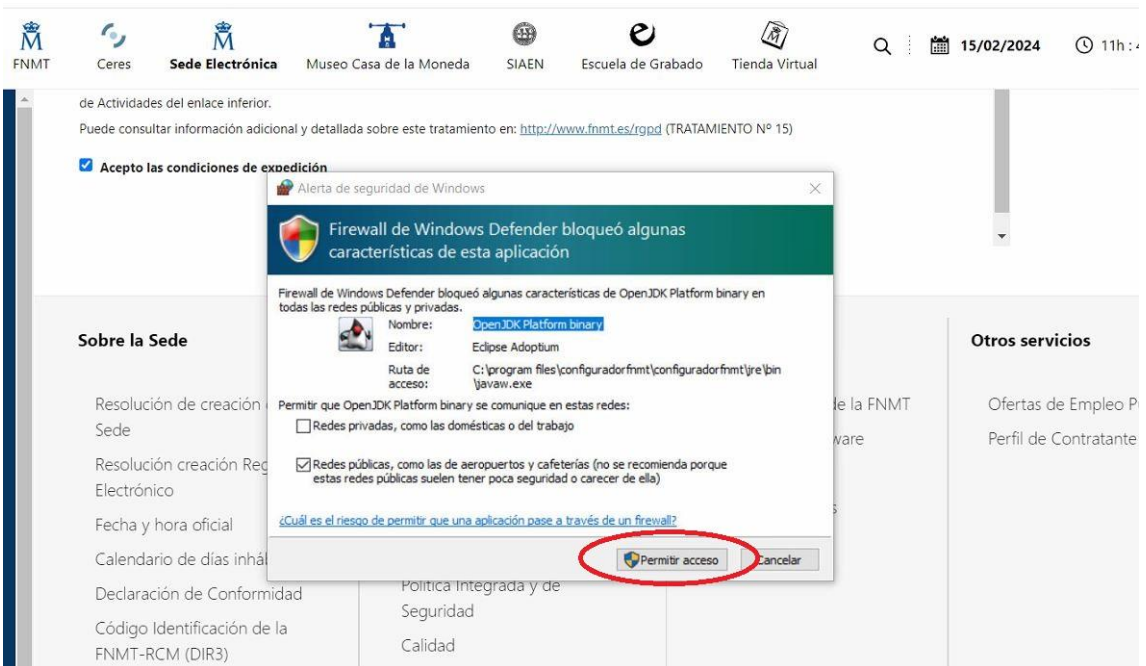 FNMT
Ceres
Sede Electrónica
Museo Casa de la Moneda
SIAEN
Escuela de Grabado
Tienda Virtual
15/02/2024
11h :
de Actividades del enlace inferior.
Puede consultar información adicional y detallada sobre este tratamiento en: http://www.fnmt.es/rgpd (TRATAMIENTO Nº 15)
Acepto las condiciones de expedición
Alerta de seguridad de Windows
Firewall de Windows Defender bloqueó algunas
características de esta aplicación
Firewall de Windows Defender bloqueó algunas características de OpenJDK Platform binary en
todas las redes públicas y privadas.
Nombre: OpenJDK Platform binary
Editor: Eclipse Adoptium
Ruta de C:\program files\configuradorfnmt\configuradorfnmt\jre\bin
acceso: \javaw.exe
Permitir que OpenJDK Platform binary se comunique en estas redes:
Redes privadas, como las domésticas o del trabajo
Redes públicas, como las de aeropuertos y cafeterías (no se recomienda porque
estas redes públicas suelen tener poca seguridad o carecer de ella)
¿Cuál es el riesgo de permitir que una aplicación pase a través de un firewall?
Permitir acceso
Cancelar
Sobre la Sede
Resolución de creación
Sede
Resolución creación Reg
Electrónico
Fecha y hora oficial
Calendario de días inhá
Declaración de Conformidad
Código Identificación de la
FNMT-RCM (DIR3)
Política Integrada y de
Seguridad
Calidad
de la FNMT
ware
s
Otros servicios
Ofertas de Empleo P
Perfil de Contratante